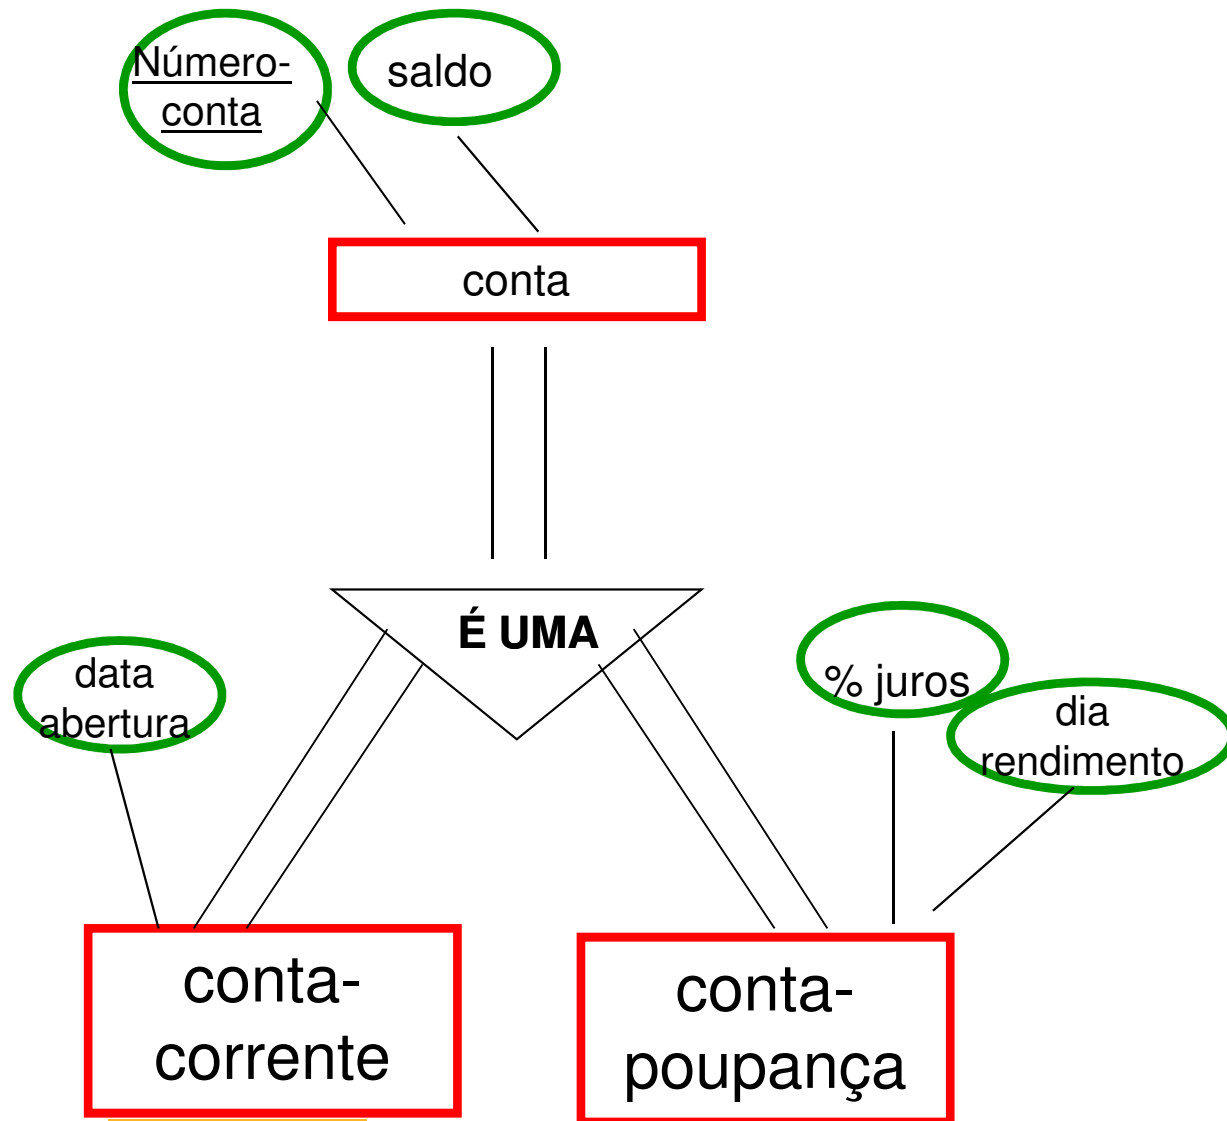 Número-
conta
saldo
conta
É UMA
data
abertura
% juros
dia
rendimento
conta-
corrente
conta-
poupança